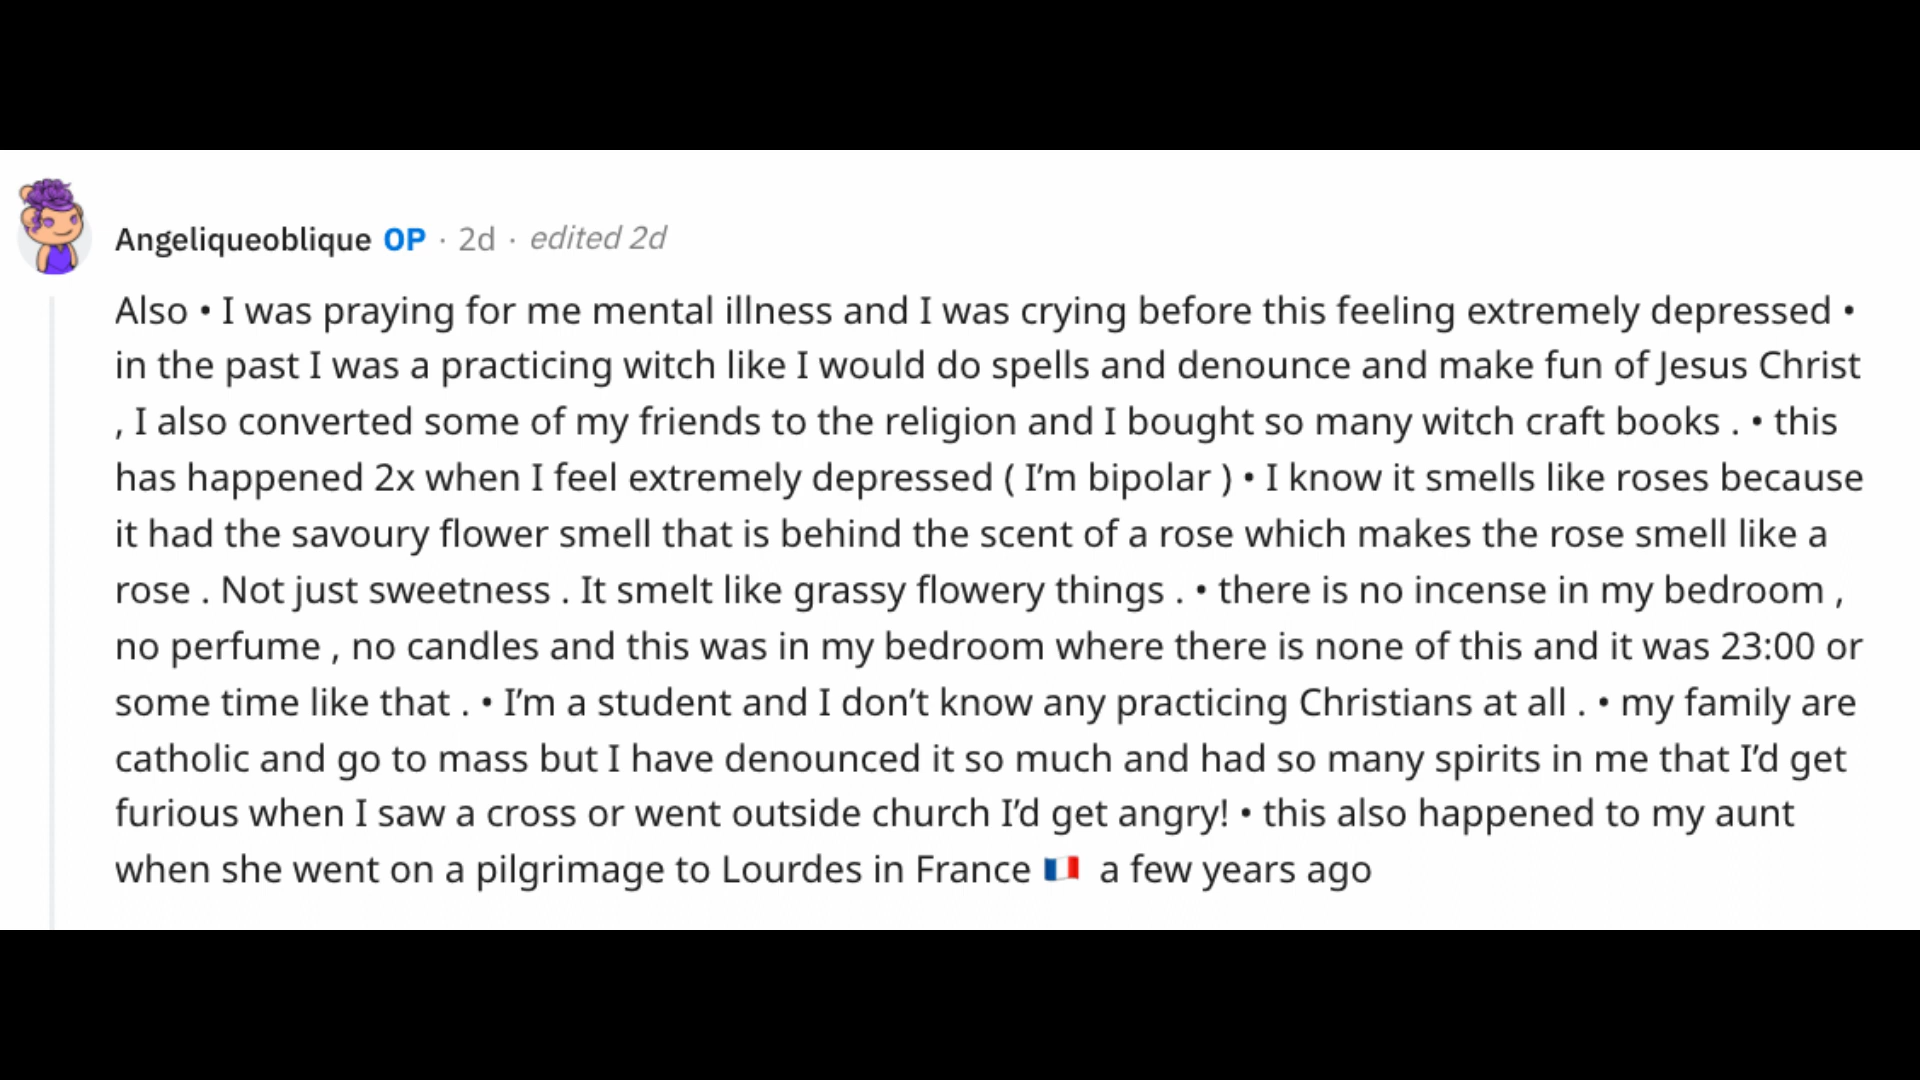 Angeliqueoblique OP · 2d · edited 2d
Also • I was praying for me mental illness and I was crying before this feeling extremely depressed •
in the past I was a practicing witch like I would do spells and denounce and make fun of Jesus Christ
, I also converted some of my friends to the religion and I bought so many witch craft books . • this
has happened 2x when I feel extremely depressed ( I’m bipolar ) • I know it smells like roses because
it had the savoury flower smell that is behind the scent of a rose which makes the rose smell like a
rose . Not just sweetness . It smelt like grassy flowery things . • there is no incense in my bedroom ,
no perfume , no candles and this was in my bedroom where there is none of this and it was 23:00 or
some time like that . • I’m a student and I don’t know any practicing Christians at all . • my family are
catholic and go to mass but I have denounced it so much and had so many spirits in me that I’d get
furious when I saw a cross or went outside church I’d get angry! • this also happened to my aunt
when she went on a pilgrimage to Lourdes in France 🇫🇷 a few years ago